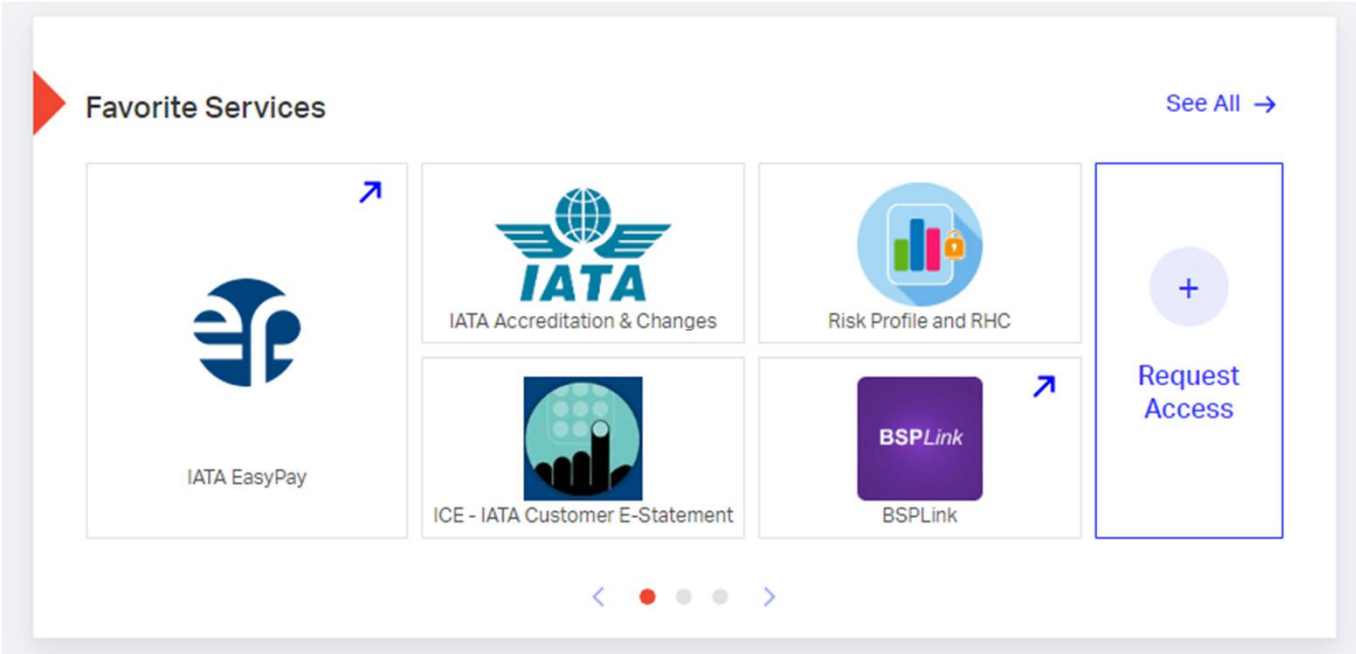 Favorite Services
See All →
IATA EasyPay
IATA
IATA Accreditation & Changes
Risk Profile and RHC
ICE - IATA Customer E-Statement
BSPLink
BSPLink
+
Request
Access